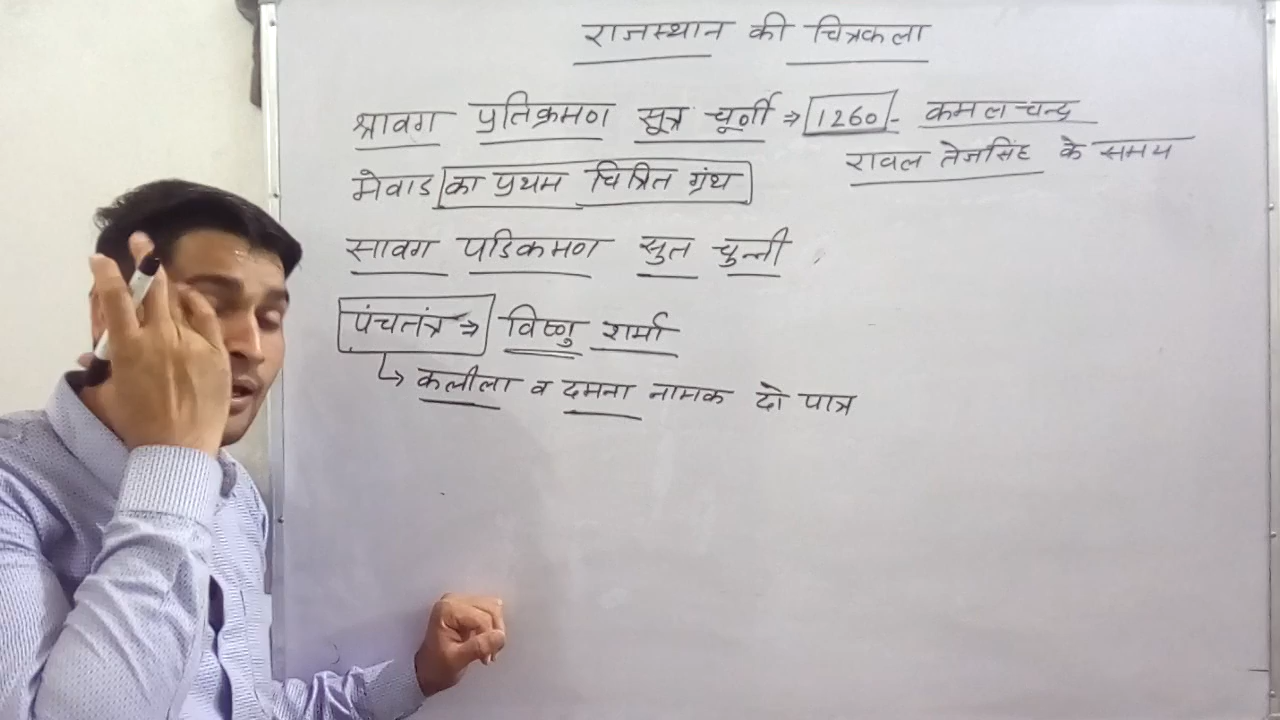 राजस्थान की चित्रकला
श्रावग प्रतिक्रमण सूत्र चूर्णी ⇒ 1260 - कमलचन्द्र
रावल तेजसिंह के समय
मेवाड का प्रथम चित्रित ग्रंथ
सावग पडिकमण सुत चुन्नी
पंचतंत्र ⇒ विष्णु शर्मा
↳ कलीला व दमना नामक दो पात्र